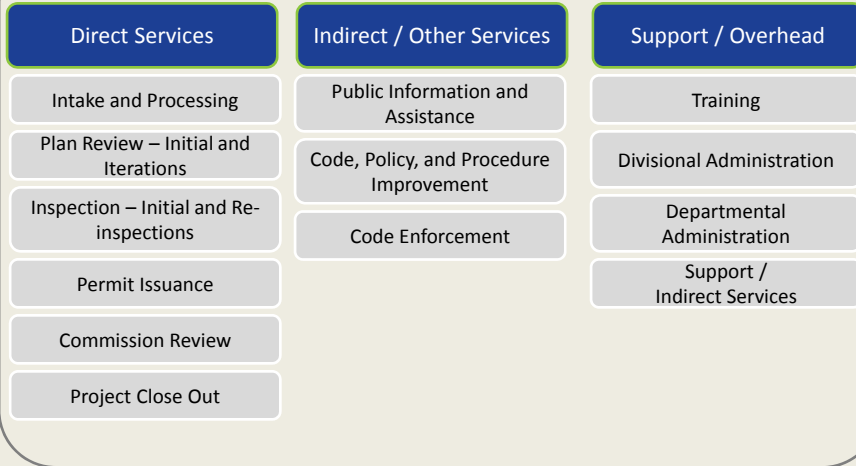 Direct Services
Intake and Processing
Plan Review – Initial and
Iterations
Inspection – Initial and Re-
inspections
Permit Issuance
Commission Review
Project Close Out
Indirect / Other Services
Public Information and
Assistance
Code, Policy, and Procedure
Improvement
Code Enforcement
Support / Overhead
Training
Divisional Administration
Departmental
Administration
Support /
Indirect Services